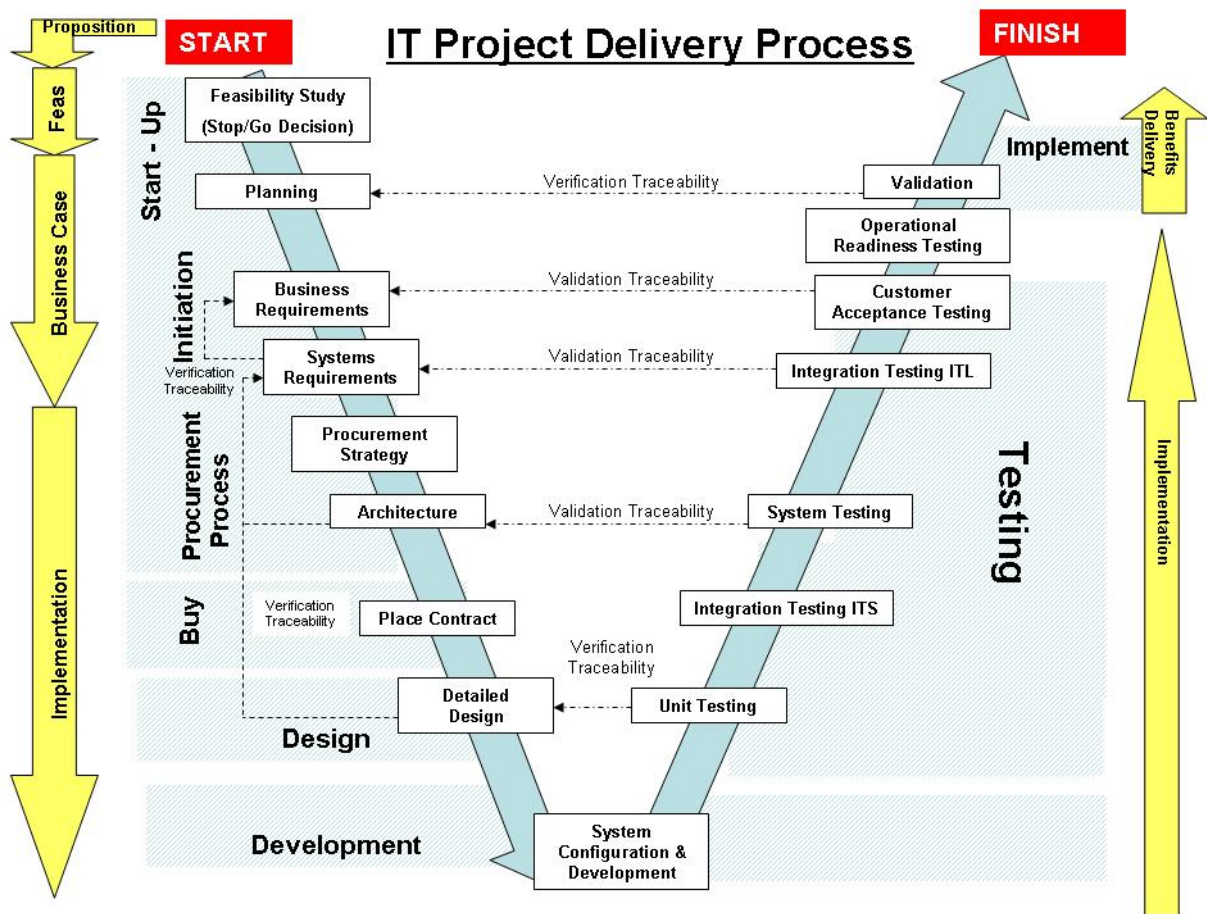 Proposition
START
IT Project Delivery Process
FINISH
Feas
Start - Up
Feasibility Study
(Stop/Go Decision)
Implement
Benefits
Delivery
Planning
Verification Traceability
Validation
Operational
Readiness Testing
Business Case
Initiation
Business
Requirements
Validation Traceability
Customer
Acceptance Testing
Systems
Requirements
Validation Traceability
Integration Testing ITL
Verification
Traceability
Procurement
Process
Procurement
Strategy
Testing
Implementation
Architecture
Validation Traceability
System Testing
Implementation
Buy
Verification
Traceability
Place Contract
Integration Testing ITS
Verification
Traceability
Detailed
Design
Unit Testing
Design
Development
System
Configuration &
Development